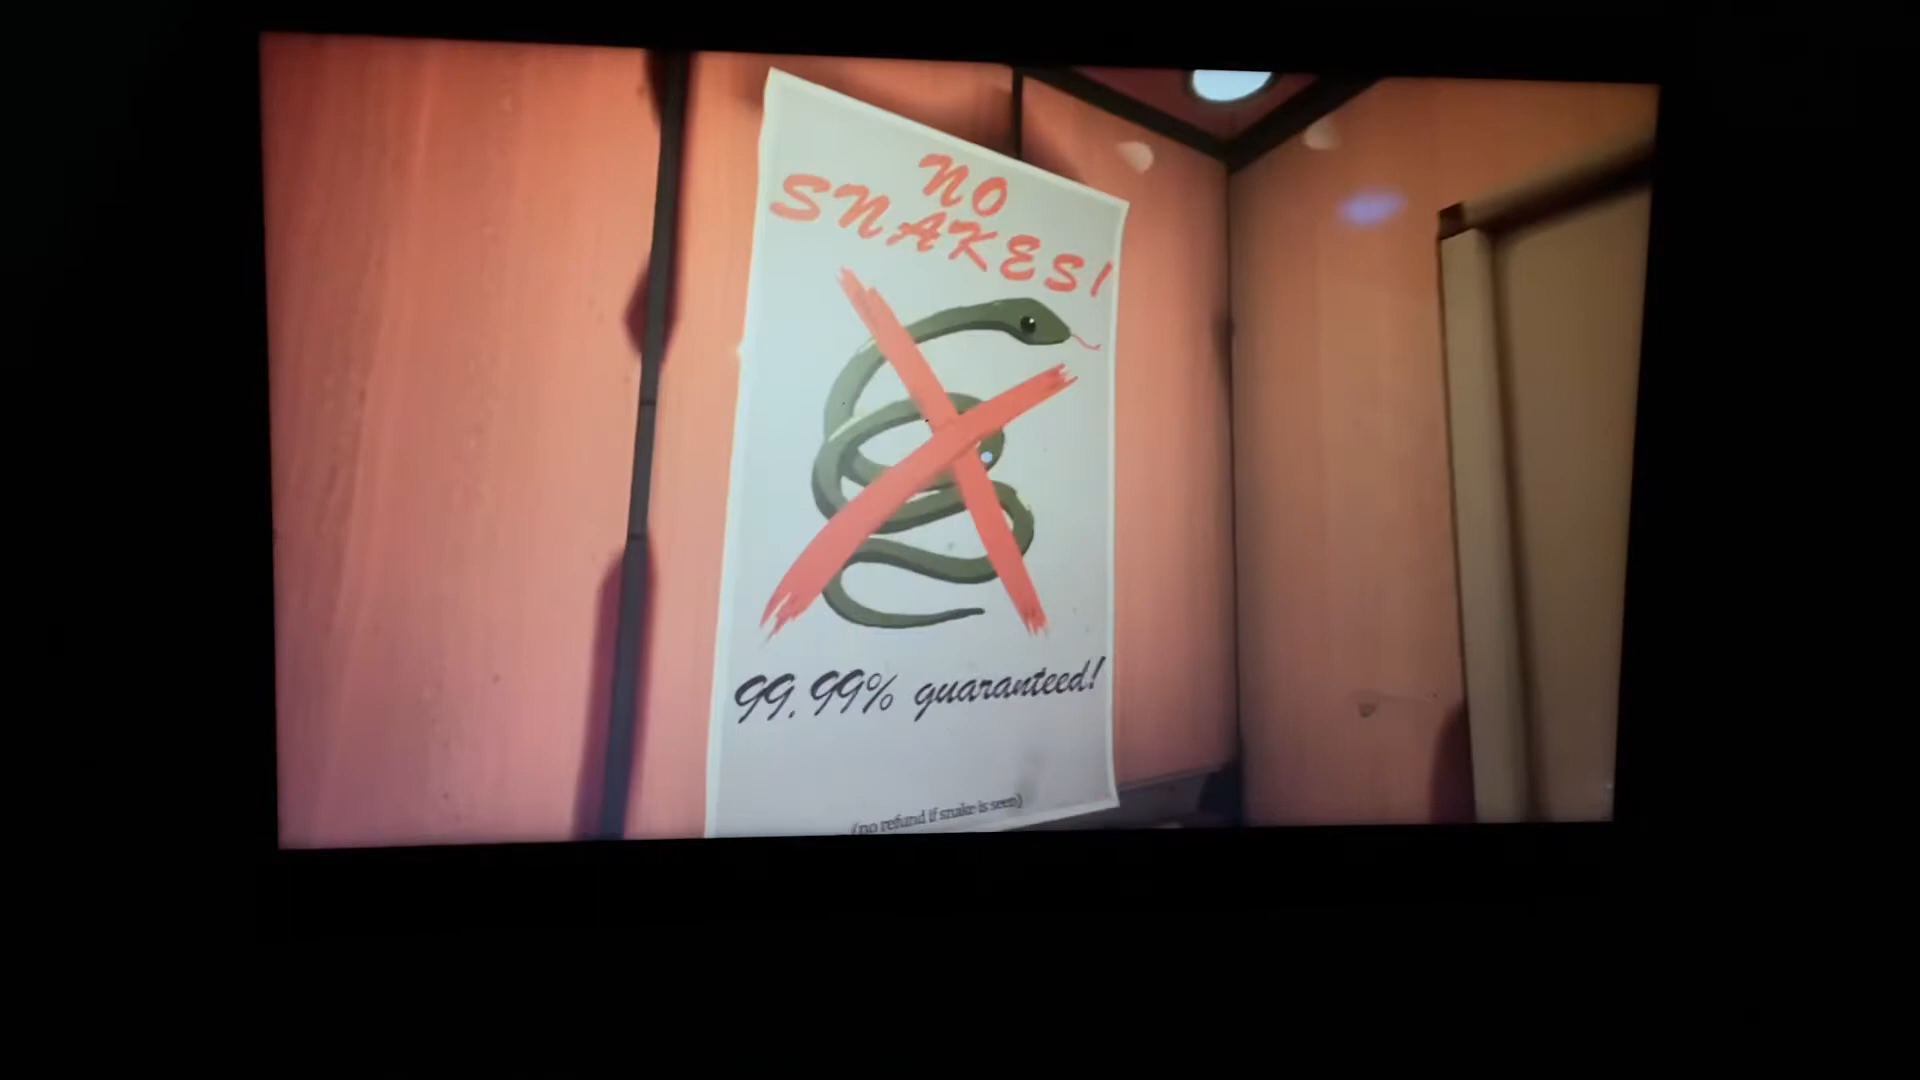 NO
SNAKES!
99.99% guaranteed!
(no refund if snake is seen)